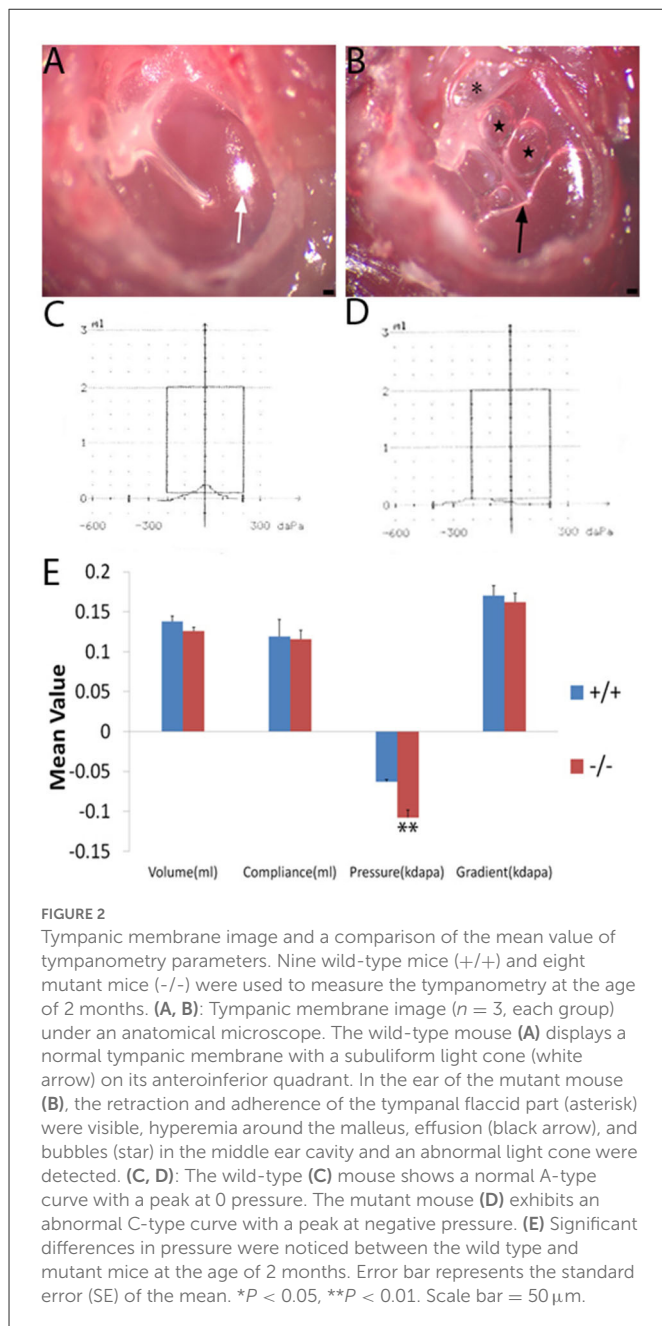 A
B
*
★
★
C
D
3 ml
2
1
0
-600 -300 300 daPa
3 ml
2
1
0
-600 -300 300 daPa
E
0.2
0.15
0.1
0.05
0
-0.05
-0.1
-0.15
Mean Value
**
+/+
-/-
Volume(ml) Compliance(ml) Pressure(kdapa) Gradient(kdapa)
FIGURE 2
Tympanic membrane image and a comparison of the mean value of
tympanometry parameters. Nine wild-type mice (+/+) and eight
mutant mice (-/-) were used to measure the tympanometry at the age
of 2 months. (A, B): Tympanic membrane image (n = 3, each group)
under an anatomical microscope. The wild-type mouse (A) displays a
normal tympanic membrane with a subuliform light cone (white
arrow) on its anteroinferior quadrant. In the ear of the mutant mouse
(B), the retraction and adherence of the tympanal flaccid part (asterisk)
were visible, hyperemia around the malleus, effusion (black arrow), and
bubbles (star) in the middle ear cavity and an abnormal light cone were
detected. (C, D): The wild-type (C) mouse shows a normal A-type
curve with a peak at 0 pressure. The mutant mouse (D) exhibits an
abnormal C-type curve with a peak at negative pressure. (E) Significant
differences in pressure were noticed between the wild type and
mutant mice at the age of 2 months. Error bar represents the standard
error (SE) of the mean. *P < 0.05, **P < 0.01. Scale bar = 50 μm.